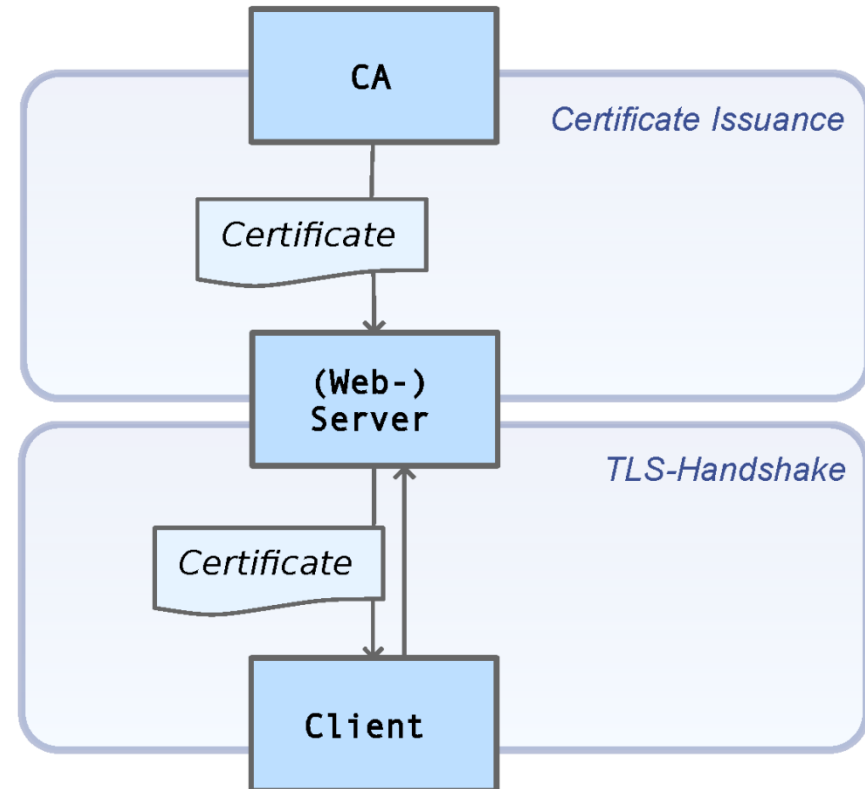 CA
Certificate Issuance
Certificate
(Web-)
Server
TLS-Handshake
Certificate
Client